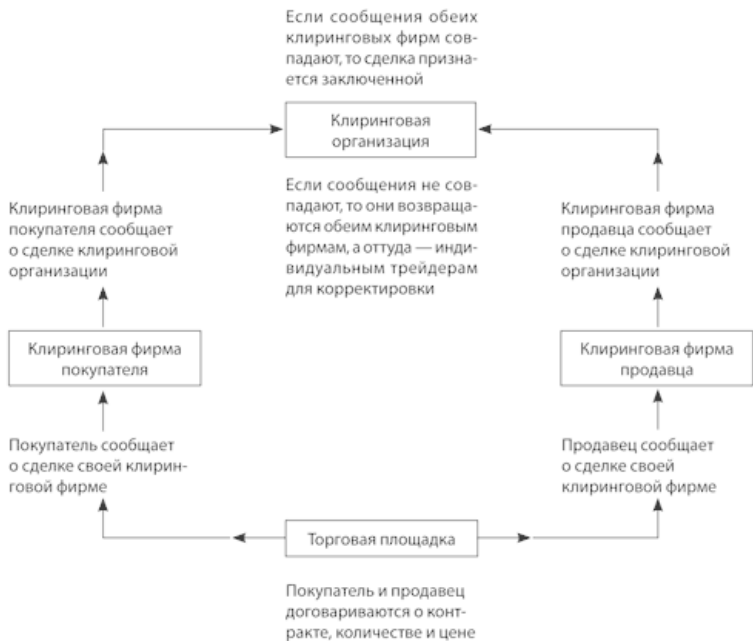 Если сообщения обеих
клиринговых фирм сов-
падают, то сделка призна-
ется заключенной
Клиринговая
организация
Клиринговая фирма
покупателя сообщает
о сделке клиринговой
организации
Если сообщения не сов-
падают, то они возвраща-
ются обеим клиринговым
фирмам, а оттуда — инди-
видуальным трейдерам
для корректировки
Клиринговая фирма
продавца сообщает
о сделке клиринговой
организации
Клиринговая фирма
покупателя
Клиринговая фирма
продавца
Покупатель сообщает
о сделке своей клирин-
говой фирме
Продавец сообщает
о сделке своей
клиринговой фирме
Торговая площадка
Покупатель и продавец
договариваются о конт-
ракте, количестве и цене